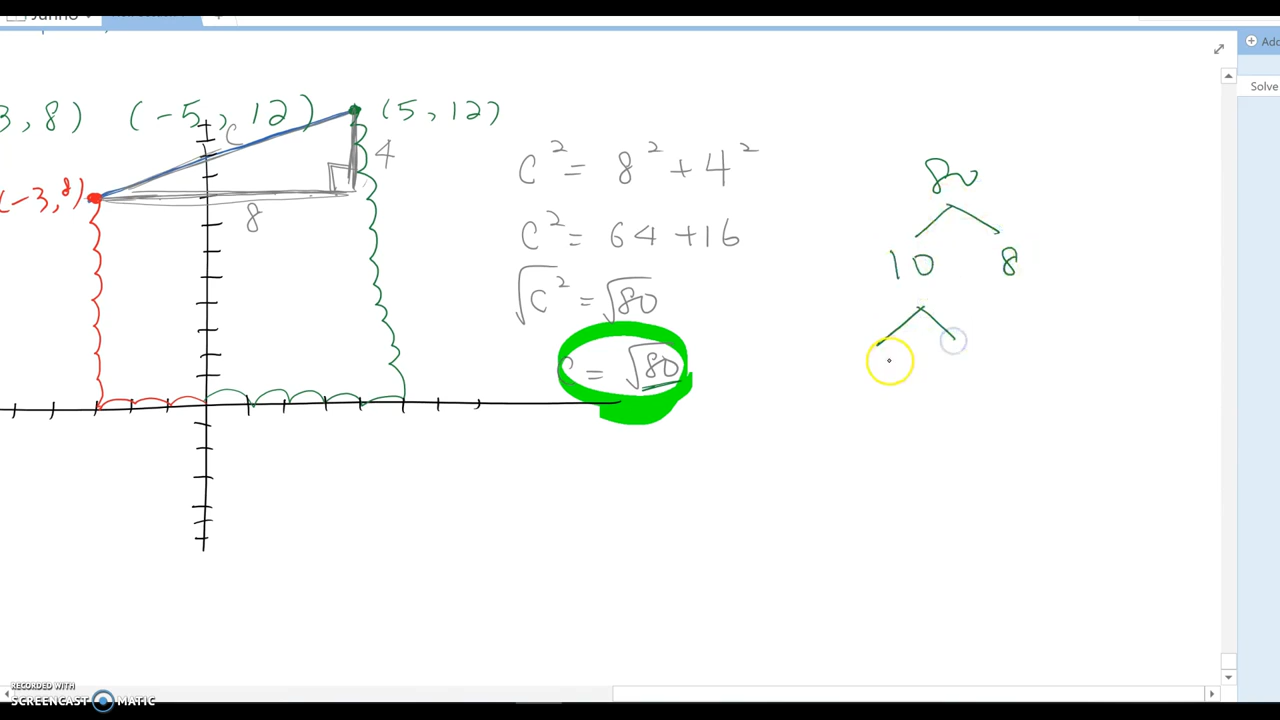 Add
Solve
3, 8) (-5, 12) (5, 12)
C
4
(-3, 8)
8
C² = 8² + 4²
C² = 64 + 16
√C² = √80
C = √80
80
10 8
RECORDED WITH
SCREENCAST MATIC